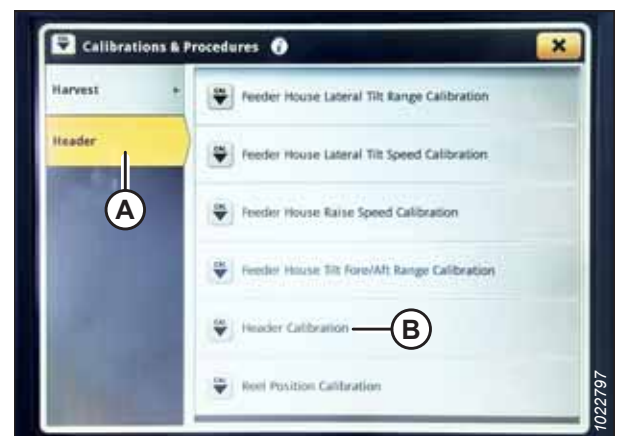 Calibrations & Procedures
Harvest
Header
A
Feeder House Lateral Tilt Range Calibration
Feeder House Lateral Tilt Speed Calibration
Feeder House Raise Speed Calibration
Feeder House Tilt Fore/Aft Range Calibration
Header Calibration
B
Reel Position Calibration
1022797